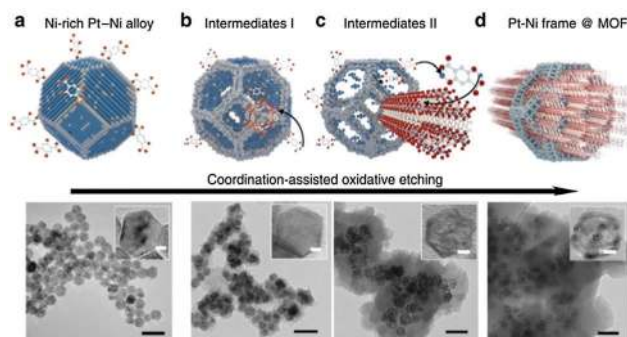 a Ni-rich Pt–Ni alloy
b Intermediates I
c Intermediates II
d Pt-Ni frame @ MOF
Coordination-assisted oxidative etching